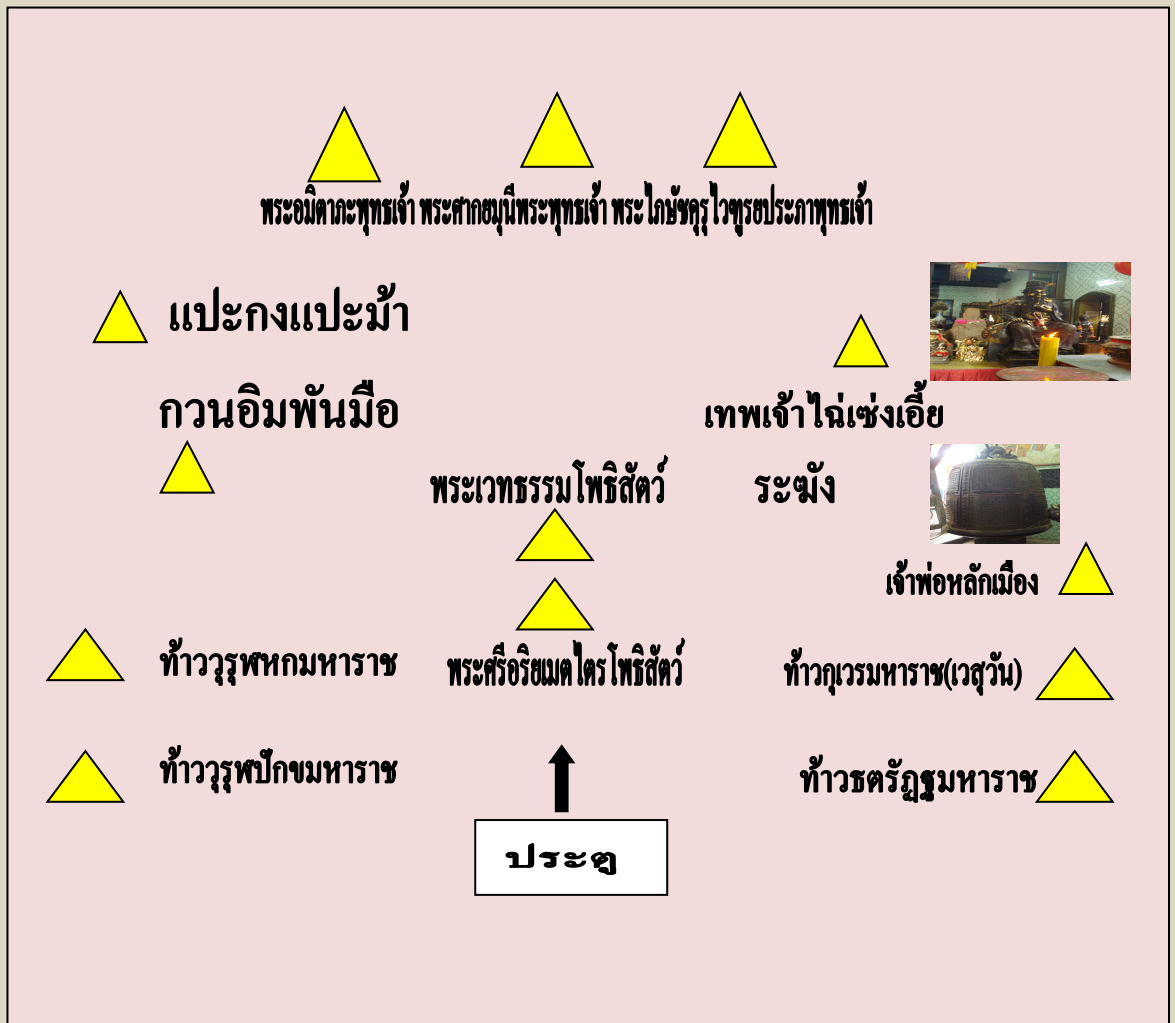 พระอมิตาภะพุทธเจ้า พระศากยมุนีพระพุทธเจ้า พระไภษัชคุรุไวฑูรยประภาพุทธเจ้า
แปะกงแปะม้า
กวนอิมพันมือ
เทพเจ้าไฉ่เซ่งเอี้ย
พระเวทธรรมโพธิสัตว์
ระฆัง
เจ้าพ่อหลักเมือง
ท้าววุรุฬหกมหาราช
พระศรีอริยเมตไตรโพธิสัตว์
ท้าวกุเวรมหาราช(เวสุวัน)
ท้าววุรุฬปักขมหาราช
ท้าวธตรัฏฐมหาราช
ประตู